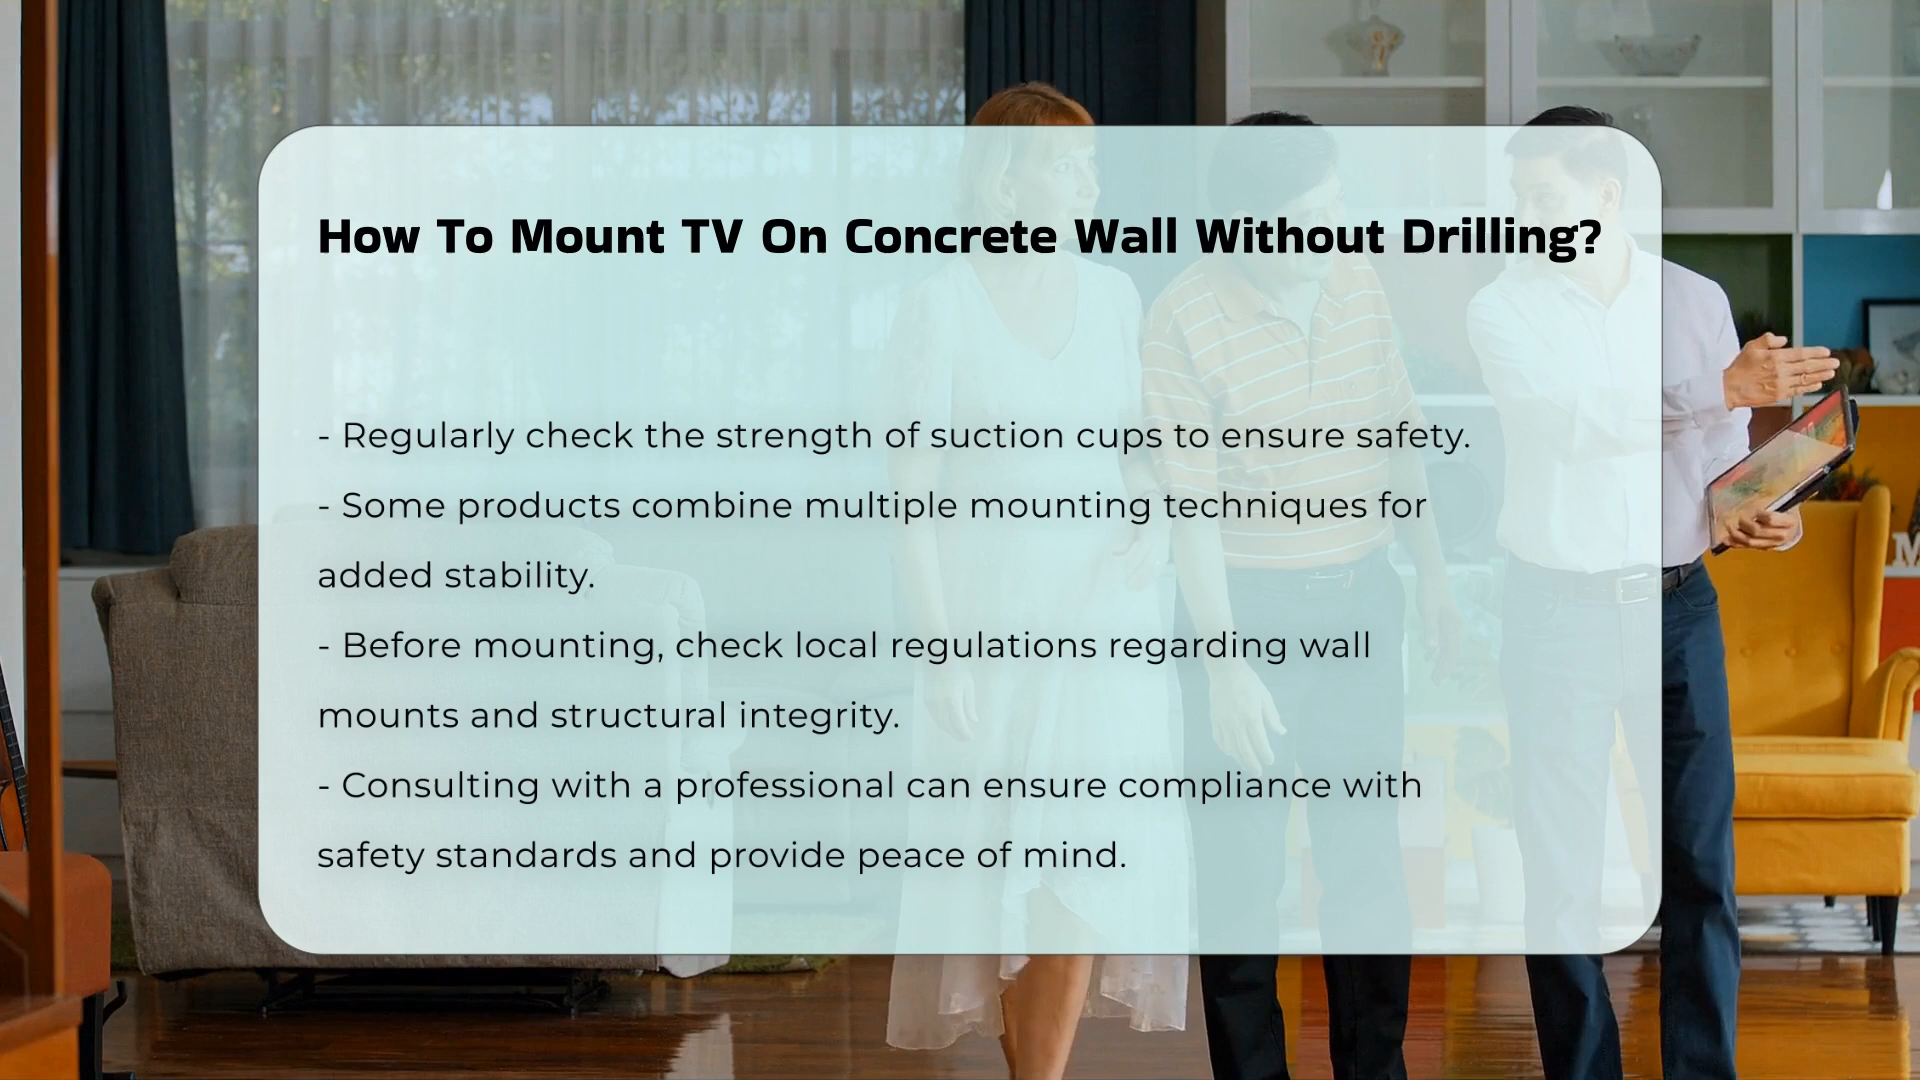 How To Mount TV On Concrete Wall Without Drilling?
- Regularly check the strength of suction cups to ensure safety.
- Some products combine multiple mounting techniques for
added stability.
- Before mounting, check local regulations regarding wall
mounts and structural integrity.
- Consulting with a professional can ensure compliance with
safety standards and provide peace of mind.
M